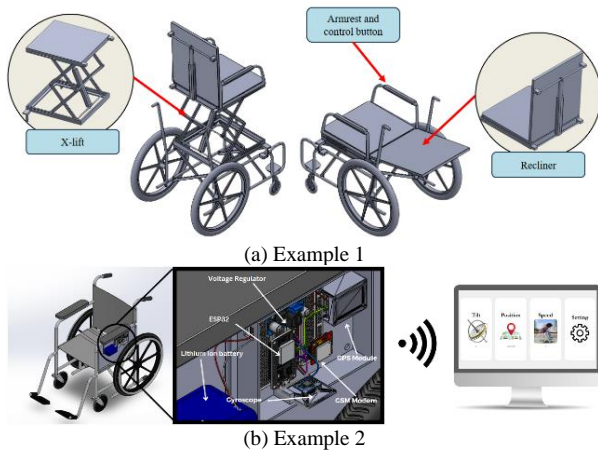 Armrest and
control button
X-lift
Recliner
(a) Example 1
Voltage Regulator
ESP32
Lithium Ion battery
GPS Module
Gyroscope
GSM Modem
Tilt
Position
Speed
Setting
(b) Example 2